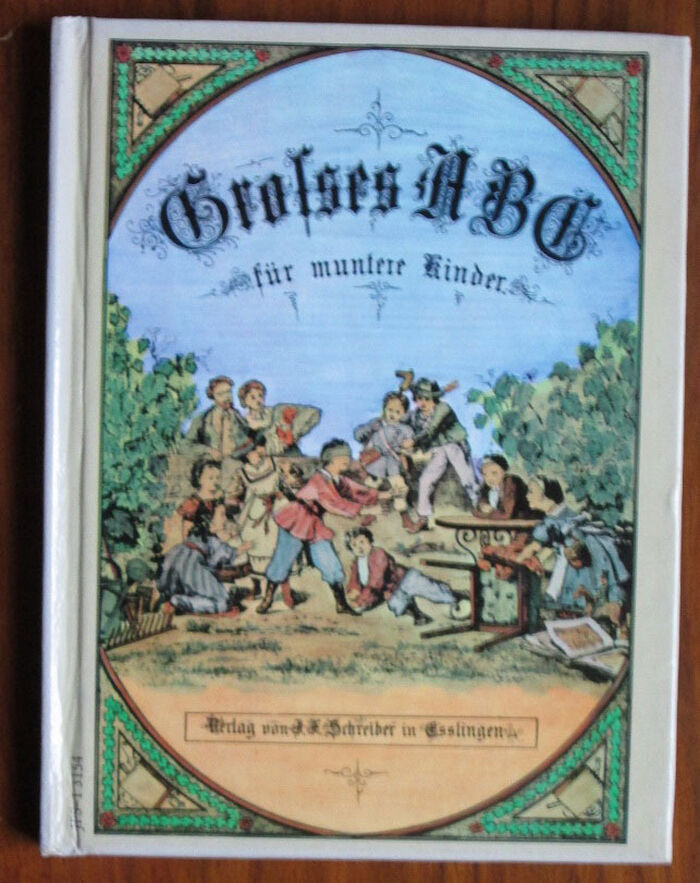 Grosses ABC
für muntere Kinder.
Verlag von J. F. Schreiber in Esslingen